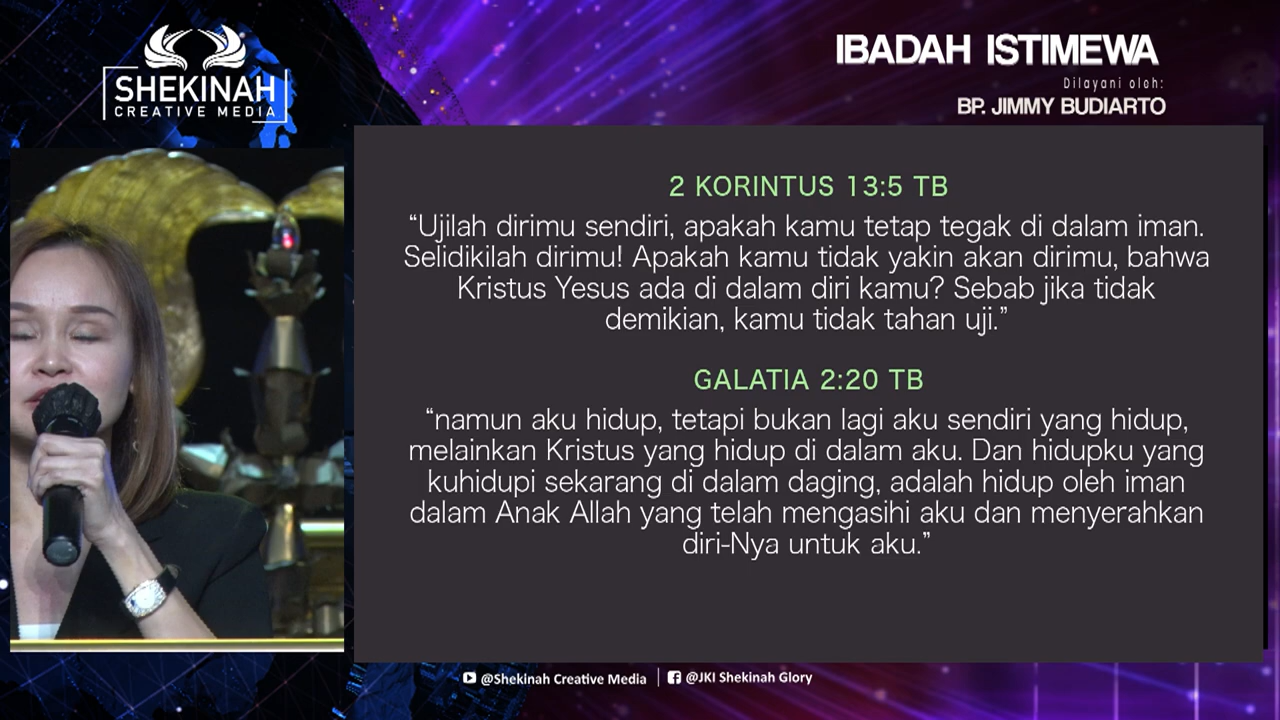 SHEKINAH
CREATIVE MEDIA
IBADAH ISTIMEWA
Dilayani oleh:
BP. JIMMY BUDIARTO
2 KORINTUS 13:5 TB
“Ujilah dirimu sendiri, apakah kamu tetap tegak di dalam iman.
Selidikilah dirimu! Apakah kamu tidak yakin akan dirimu, bahwa
Kristus Yesus ada di dalam diri kamu? Sebab jika tidak
demikian, kamu tidak tahan uji.”
GALATIA 2:20 TB
“namun aku hidup, tetapi bukan lagi aku sendiri yang hidup,
melainkan Kristus yang hidup di dalam aku. Dan hidupku yang
kuhidupi sekarang di dalam daging, adalah hidup oleh iman
dalam Anak Allah yang telah mengasihi aku dan menyerahkan
diri-Nya untuk aku.”
@Shekinah Creative Media | @JKI Shekinah Glory